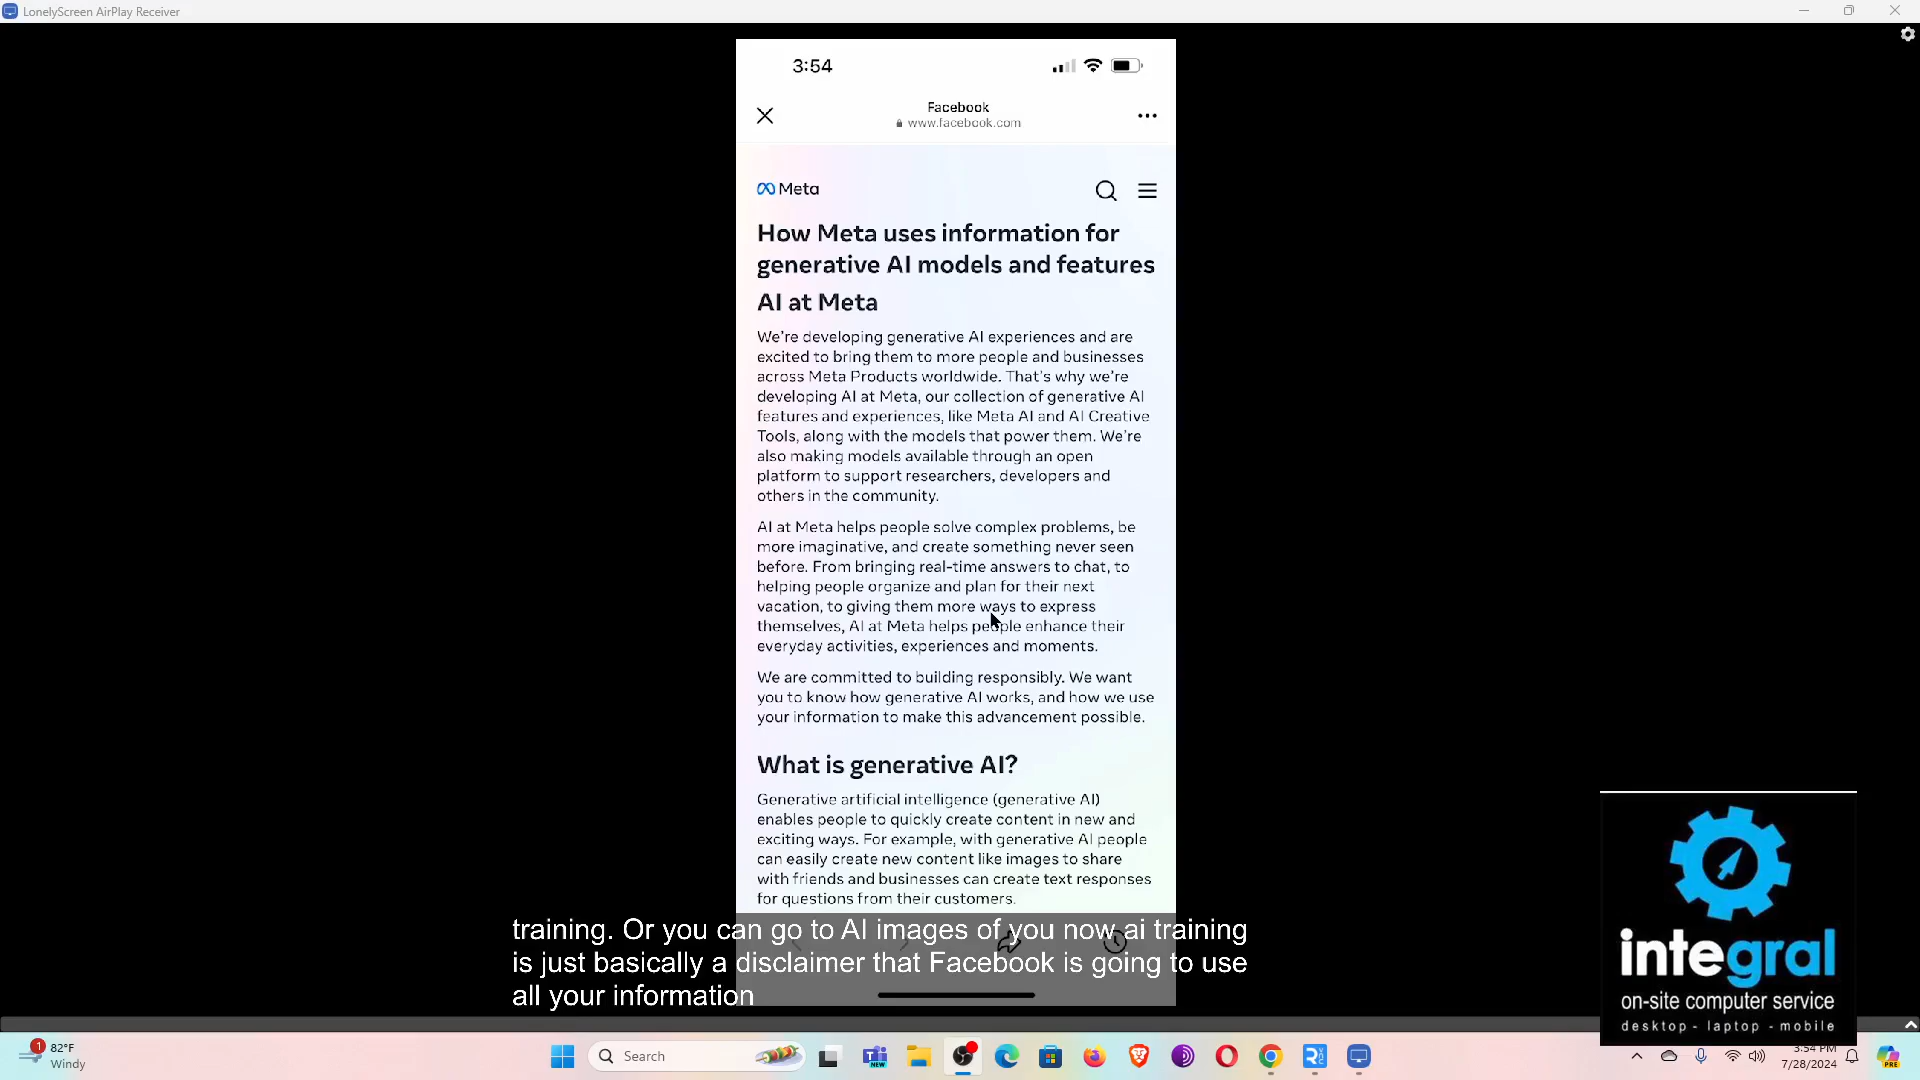 LonelyScreen AirPlay Receiver
3:54
Facebook
www.facebook.com
Meta
How Meta uses information for
generative AI models and features
AI at Meta
We're developing generative AI experiences and are
excited to bring them to more people and businesses
across Meta Products worldwide. That's why we're
developing AI at Meta, our collection of generative AI
features and experiences, like Meta AI and AI Creative
Tools, along with the models that power them. We're
also making models available through an open
platform to support researchers, developers and
others in the community.
AI at Meta helps people solve complex problems, be
more imaginative, and create something never seen
before. From bringing real-time answers to chat, to
helping people organize and plan for their next
vacation, to giving them more ways to express
themselves, AI at Meta helps people enhance their
everyday activities, experiences and moments.
We are committed to building responsibly. We want
you to know how generative AI works, and how we use
your information to make this advancement possible.
What is generative AI?
Generative artificial intelligence (generative AI)
enables people to quickly create content in new and
exciting ways. For example, with generative AI people
can easily create new content like images to share
with friends and businesses can create text responses
for questions from their customers.
training. Or you can go to AI images of you now ai training
is just basically a disclaimer that Facebook is going to use
all your information
integral
on-site computer service
desktop - laptop - mobile
1
82°F
Windy
Search
NEW
3:54 PM
7/28/2024
PRE